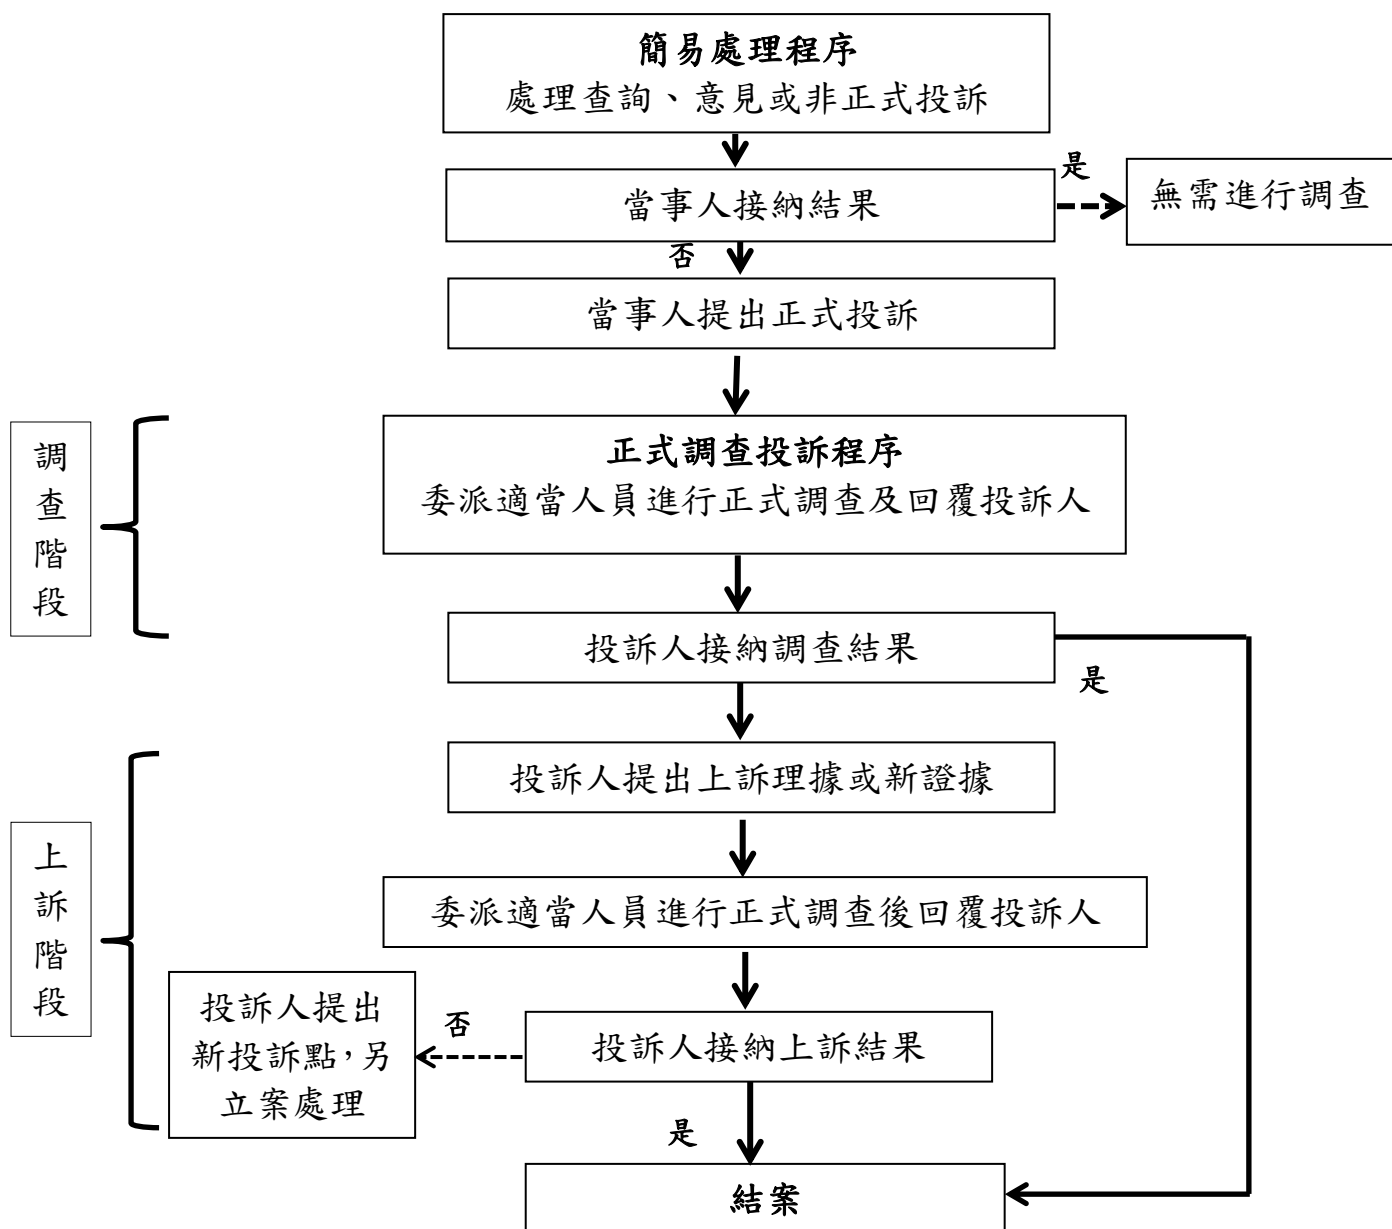 簡易處理程序
處理查詢、意見或非正式投訴
當事人接納結果
是
無需進行調查
否
當事人提出正式投訴
調查階段
正式調查投訴程序
委派適當人員進行正式調查及回覆投訴人
投訴人接納調查結果
是
上訴階段
投訴人提出上訴理據或新證據
委派適當人員進行正式調查後回覆投訴人
投訴人接納上訴結果
否
投訴人提出
新投訴點，另
立案處理
是
結案